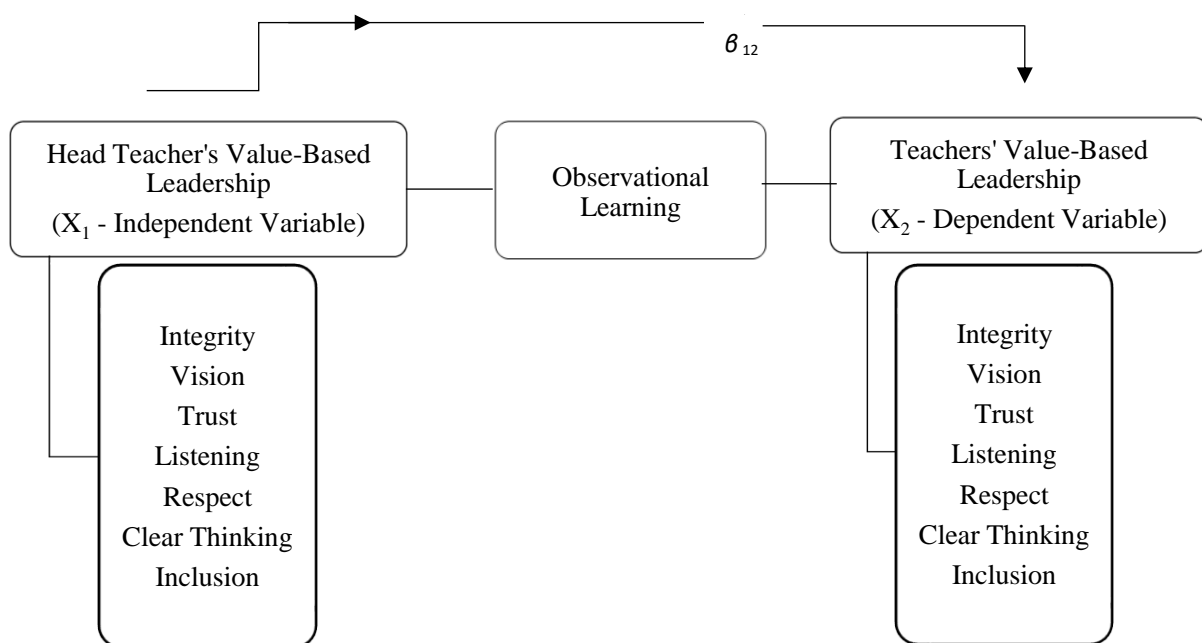 β 12
Head Teacher's Value-Based
Leadership
(X1 - Independent Variable)
Observational
Learning
Teachers' Value-Based
Leadership
(X2 - Dependent Variable)
Integrity
Vision
Trust
Listening
Respect
Clear Thinking
Inclusion
Integrity
Vision
Trust
Listening
Respect
Clear Thinking
Inclusion